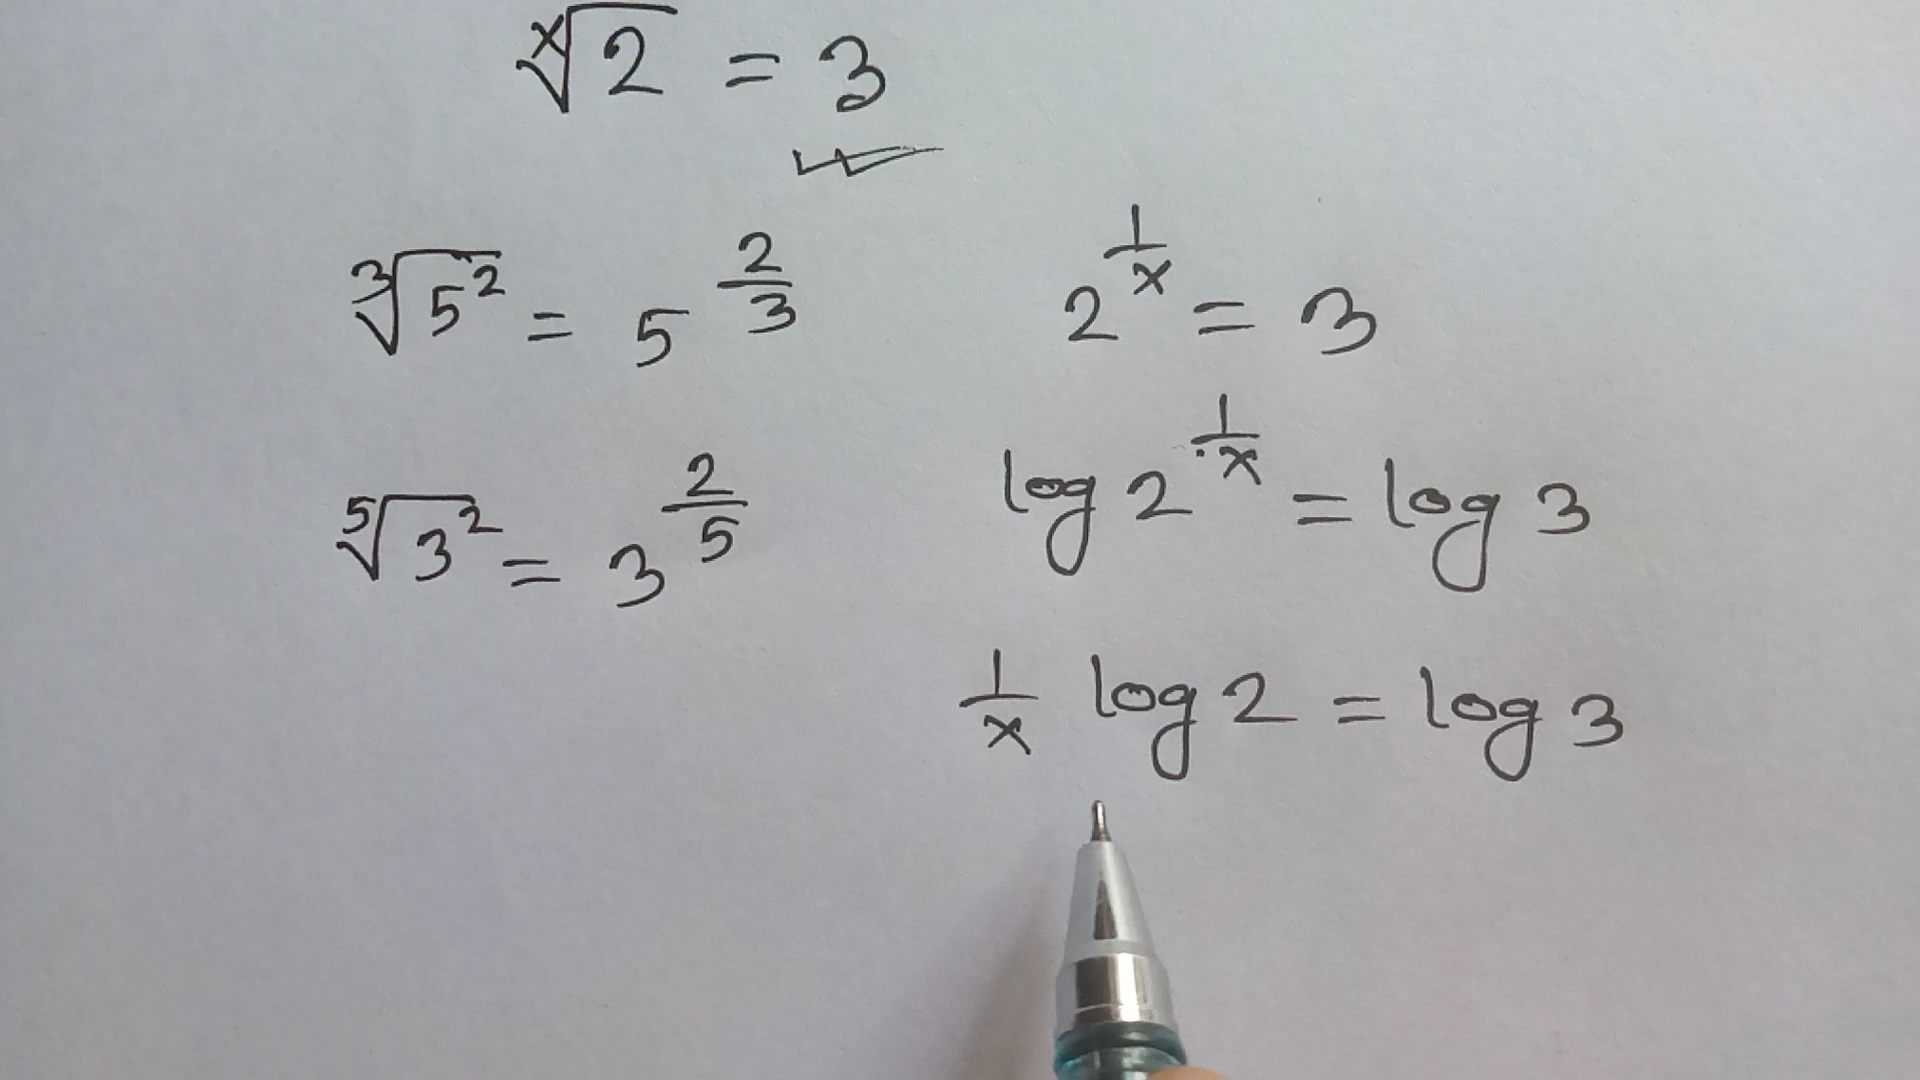 ˣ√2 = 3
³√5² = 5^(2/3)
⁵√3² = 3^(2/5)
2^(1/x) = 3
log 2^(1/x) = log 3
1/x log 2 = log 3